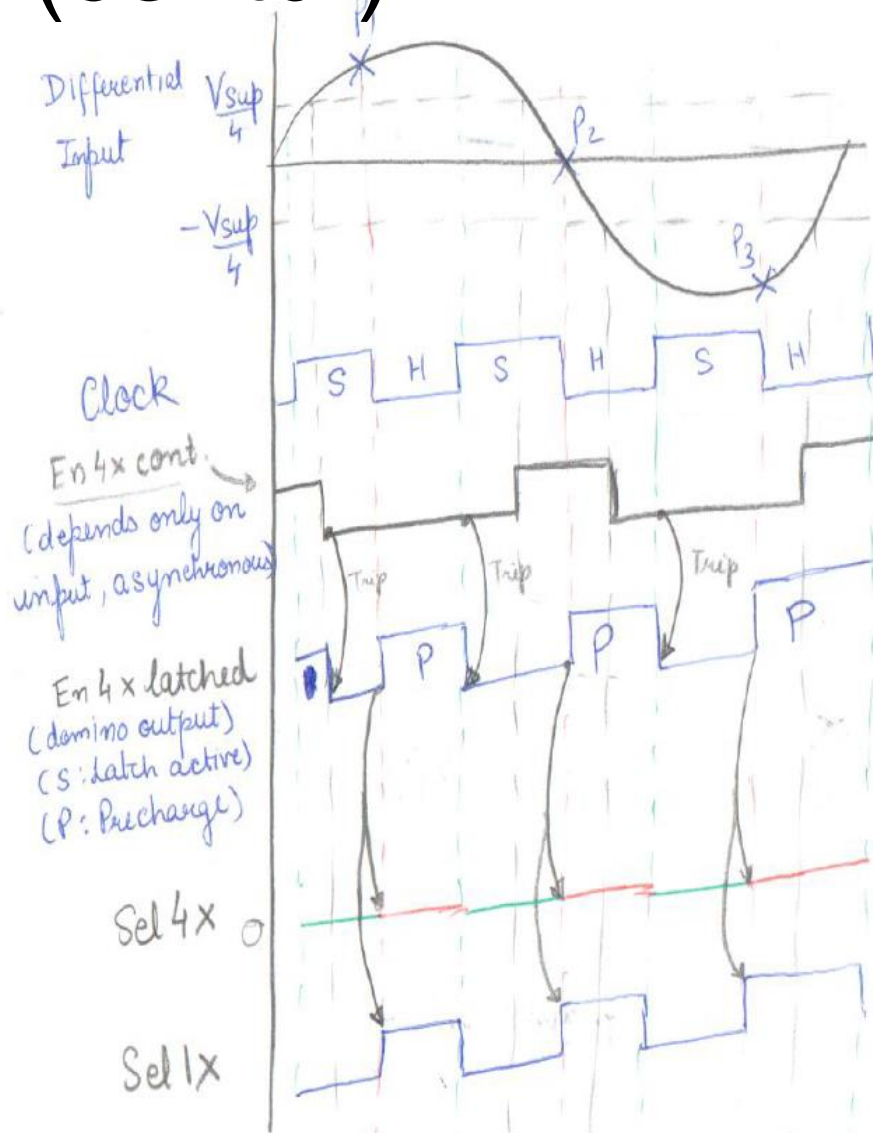 P1
Differential
Vsup
4
Input
P2
-Vsup
4
P3
S H S H S H
Clock
En 4x cont.
(depends only on
input, asynchronous)
Trip Trip Trip
P P P
En 4x latched
(domino output)
(S: Latch active)
(P: Precharge)
Sel 4x 0
Sel 1x